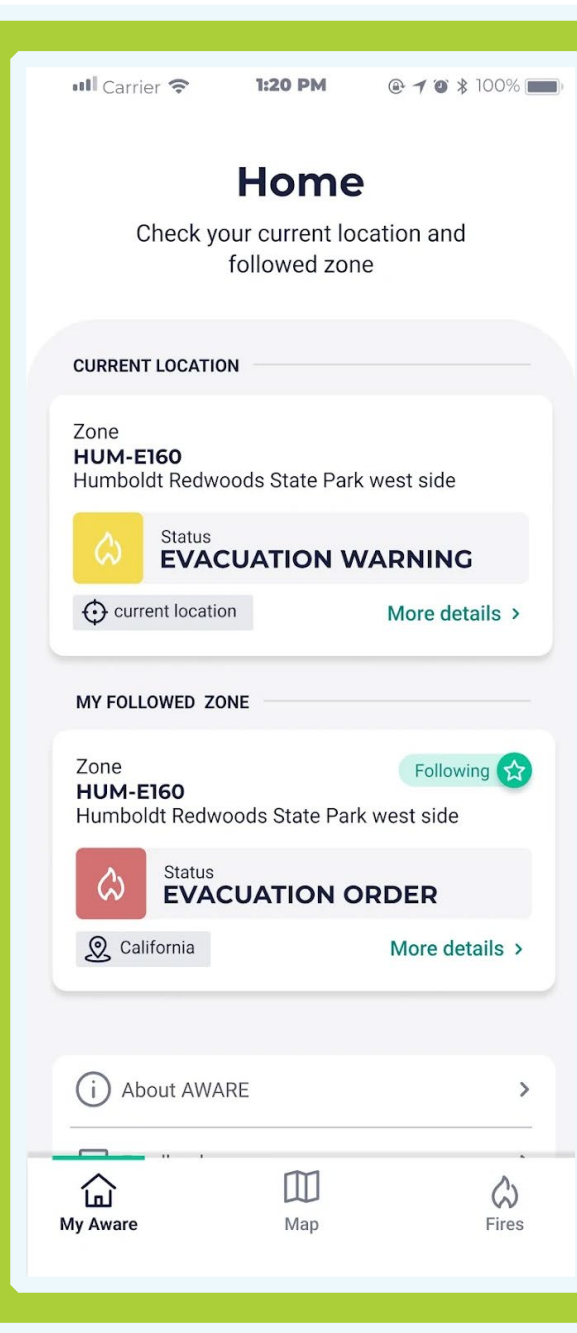 Carrier 1:20 PM 100%
Home
Check your current location and
followed zone
CURRENT LOCATION
Zone
HUM-E160
Humboldt Redwoods State Park west side
Status
EVACUATION WARNING
current location More details >
MY FOLLOWED ZONE
Zone
Following
HUM-E160
Humboldt Redwoods State Park west side
Status
EVACUATION ORDER
California More details >
About AWARE >
My Aware Map Fires